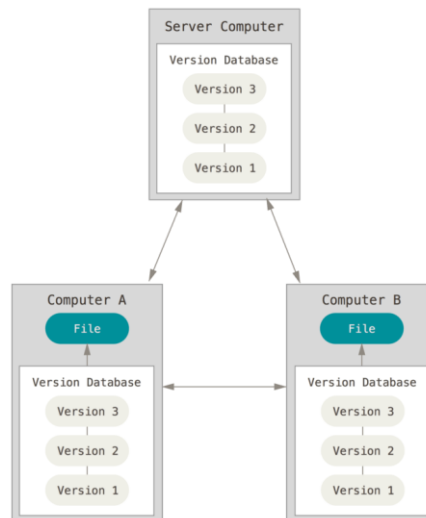 Server Computer
Version Database
Version 3
Version 2
Version 1
Computer A
File
Version Database
Version 3
Version 2
Version 1
Computer B
File
Version Database
Version 3
Version 2
Version 1